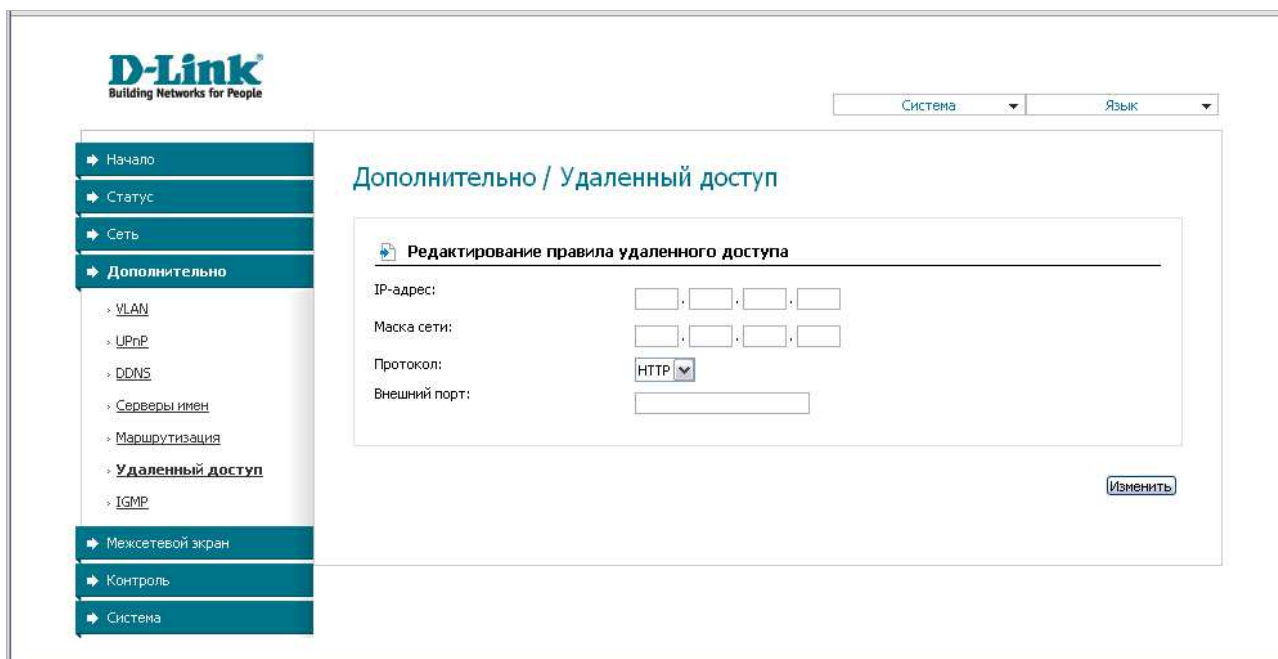 D-Link
Building Networks for People
Система
Язык
Начало
Статус
Сеть
Дополнительно
VLAN
UPnP
DDNS
Серверы имен
Маршрутизация
Удаленный доступ
IGMP
Межсетевой экран
Контроль
Система
Дополнительно / Удаленный доступ
Редактирование правила удаленного доступа
IP-адрес:
Маска сети:
Протокол: HTTP
Внешний порт:
Изменить